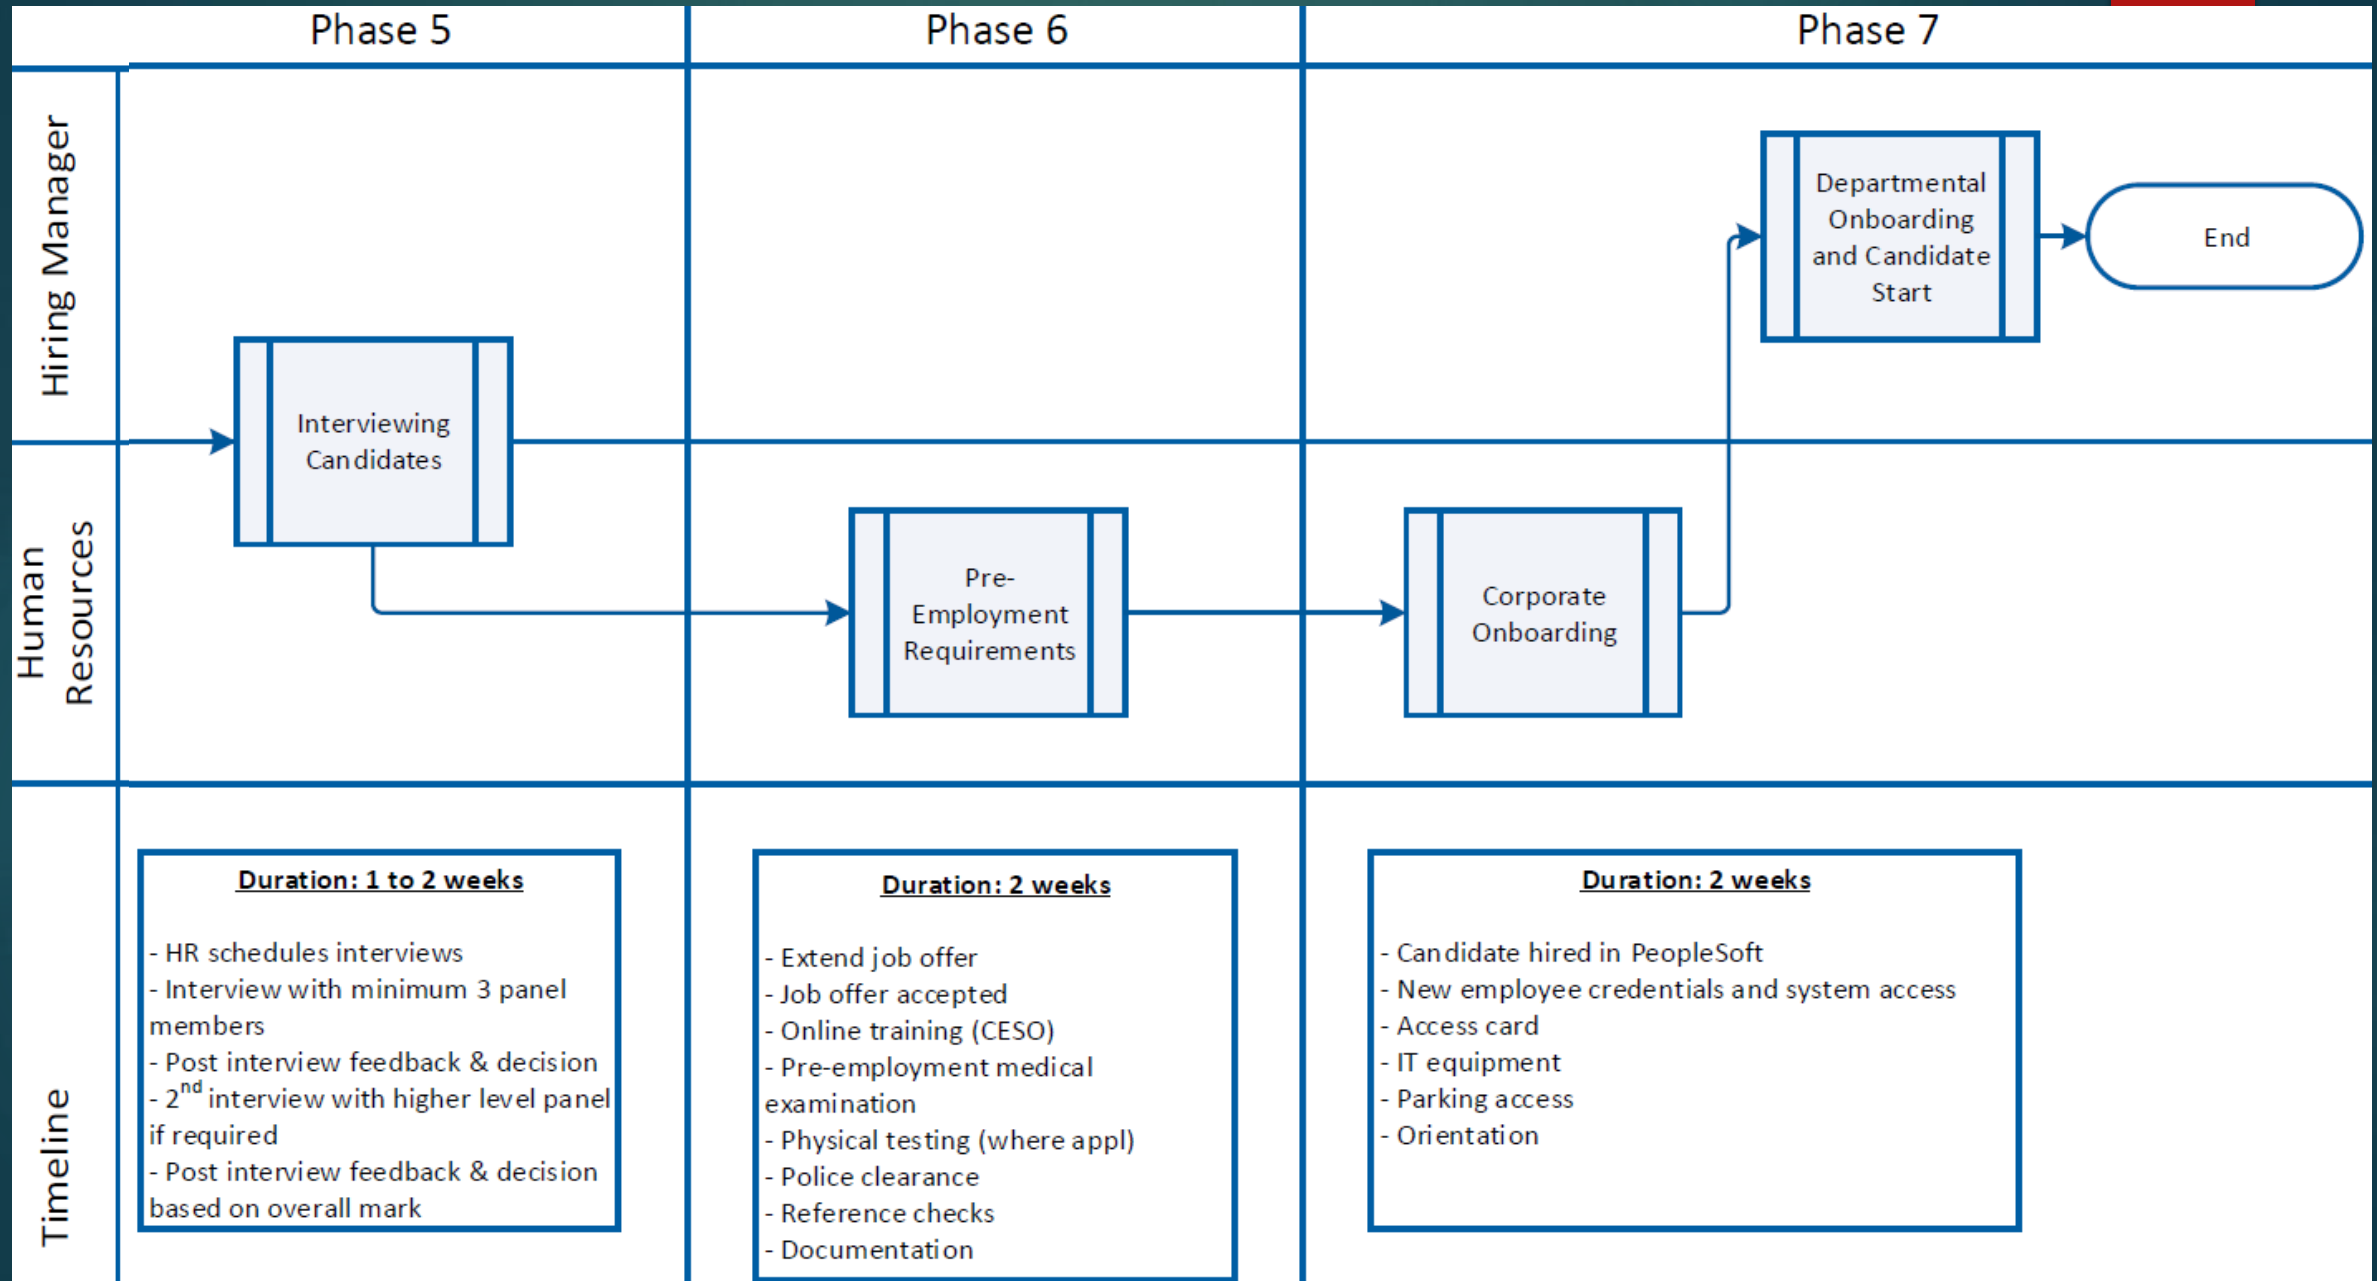 Phase 5
Phase 6
Phase 7
Hiring Manager
Departmental
Onboarding
and Candidate
Start
End
Interviewing
Candidates
Human
Resources
Pre-
Employment
Requirements
Corporate
Onboarding
Timeline
Duration: 1 to 2 weeks
- HR schedules interviews
- Interview with minimum 3 panel
members
- Post interview feedback & decision
- 2nd interview with higher level panel
if required
- Post interview feedback & decision
based on overall mark
Duration: 2 weeks
- Extend job offer
- Job offer accepted
- Online training (CESO)
- Pre-employment medical
examination
- Physical testing (where appl)
- Police clearance
- Reference checks
- Documentation
Duration: 2 weeks
- Candidate hired in PeopleSoft
- New employee credentials and system access
- Access card
- IT equipment
- Parking access
- Orientation